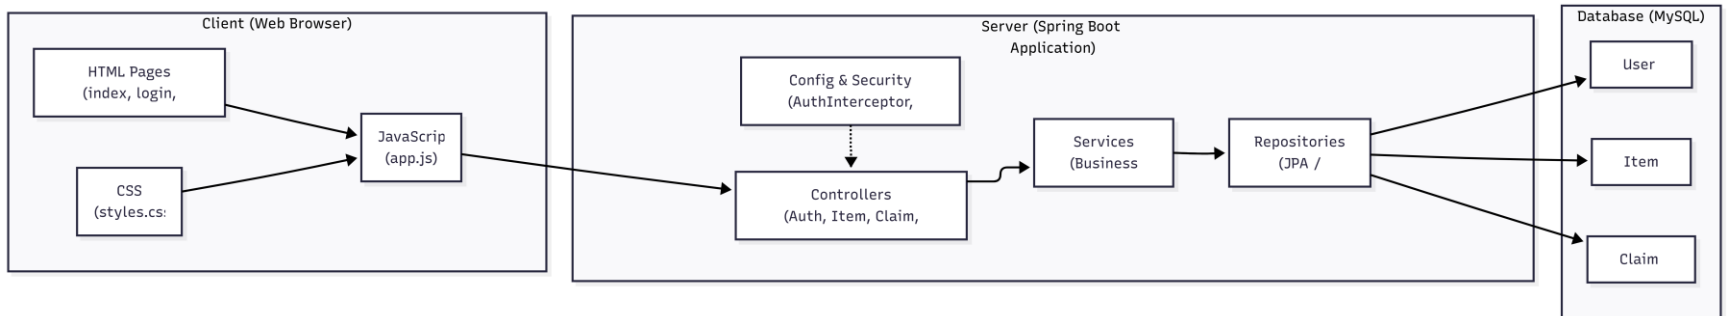 Client (Web Browser)
HTML Pages
(index, login,
CSS
(styles.cs
JavaScrip
(app.js)
Server (Spring Boot
Application)
Config & Security
(AuthInterceptor,
Controllers
(Auth, Item, Claim,
Services
(Business
Repositories
(JPA /
Database (MySQL)
User
Item
Claim